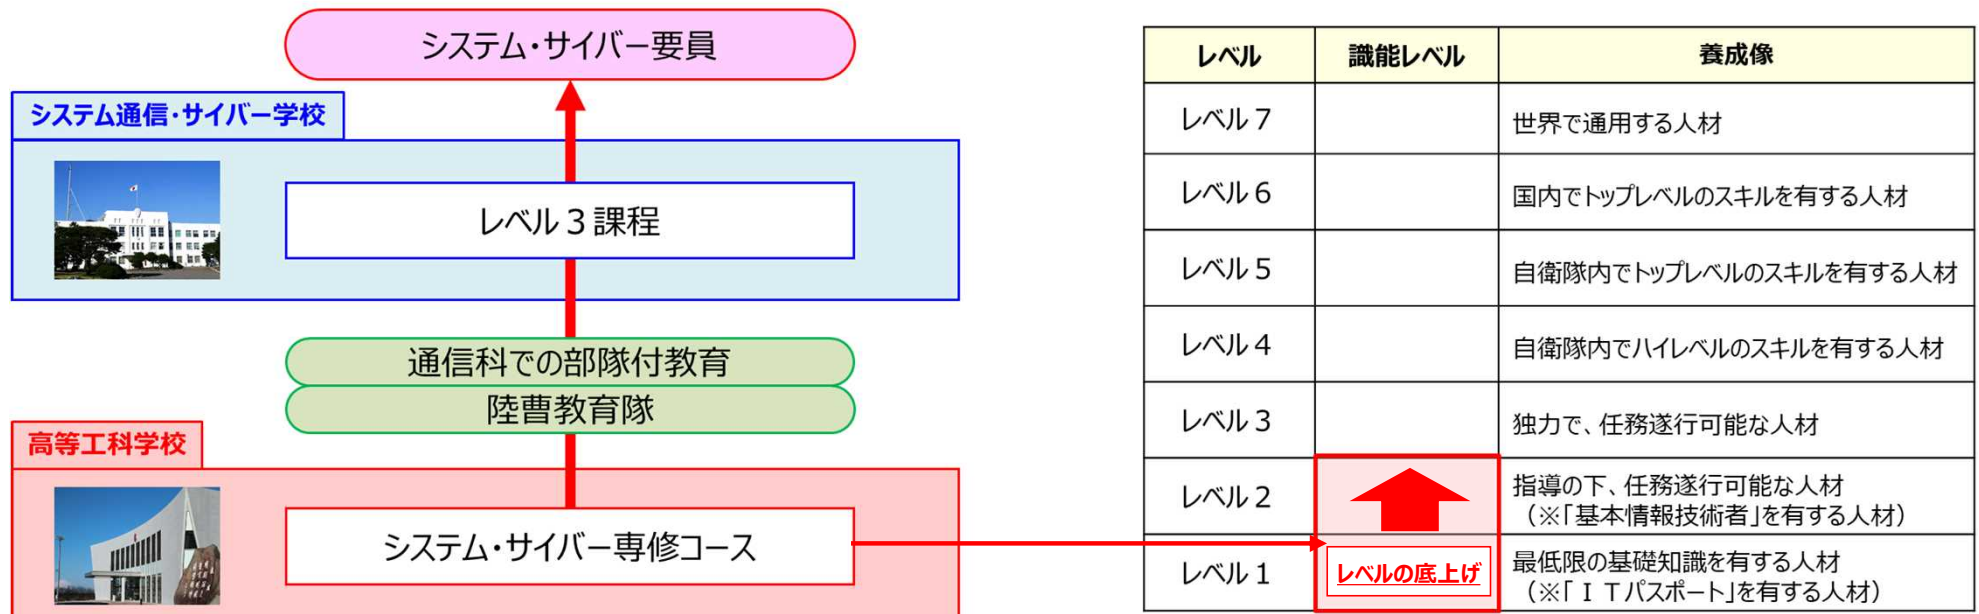 システム・サイバー要員
システム通信・サイバー学校
レベル３課程
通信科での部隊付教育
陸曹教育隊
高等工科学校
システム・サイバー専修コース
レベル 識能レベル 養成像
レベル７ 世界で通用する人材
レベル６ 国内でトップレベルのスキルを有する人材
レベル５ 自衛隊内でトップレベルのスキルを有する人材
レベル４ 自衛隊内でハイレベルのスキルを有する人材
レベル３ 独力で、任務遂行可能な人材
レベル２ 指導の下、任務遂行可能な人材
（※「基本情報技術者」を有する人材）
レベル１ レベルの底上げ 最低限の基礎知識を有する人材
（※「ＩＴパスポート」を有する人材）